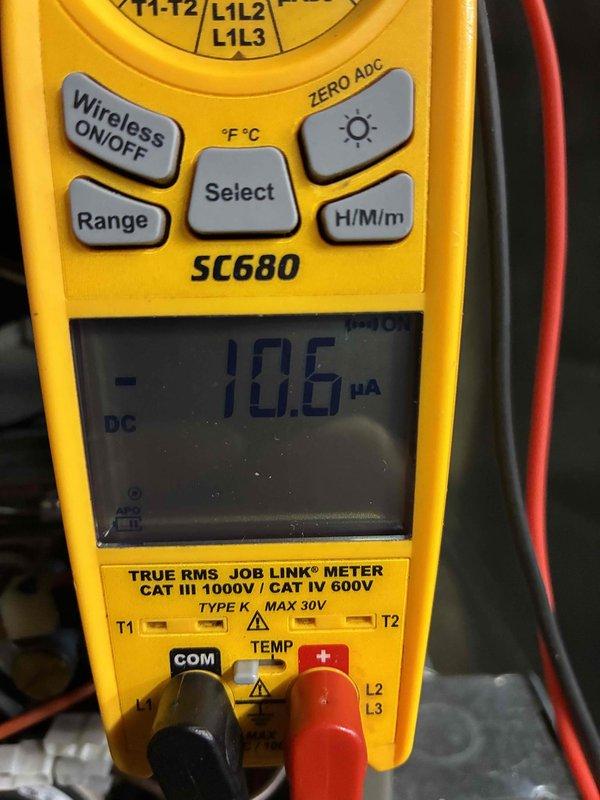 T1-T2
L1L2
L1L3
ZERO ADC
Wireless
ON/OFF
°F °C
Select
Range
H/M/m
SC680
ON
- 10.6 µA
DC
APO
TRUE RMS JOB LINK® METER
CAT III 1000V / CAT IV 600V
TYPE K MAX 30V
T1
T2
TEMP
COM
+
L1
L2
L3
MAX